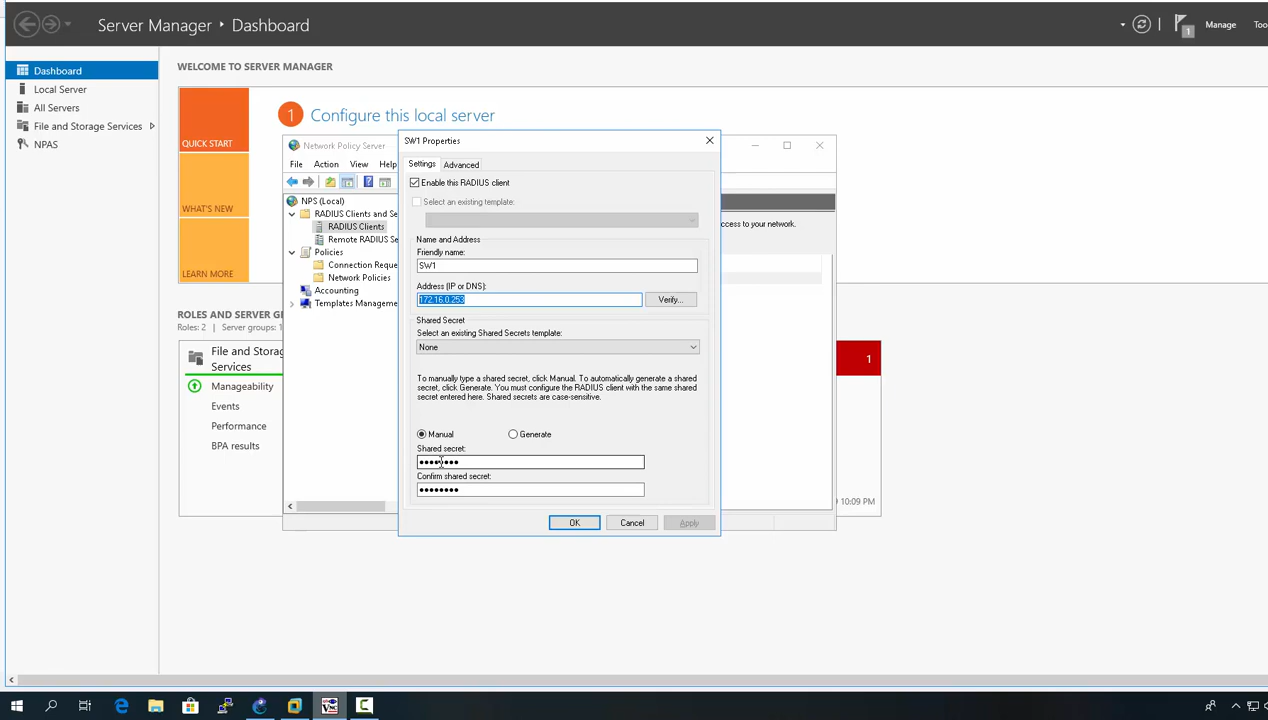 Server Manager ‣ Dashboard
1
Manage
Too
Dashboard
Local Server
All Servers
File and Storage Services
NPAS
WELCOME TO SERVER MANAGER
QUICK START
WHAT'S NEW
LEARN MORE
1 Configure this local server
Network Policy Server
File Action View Help
NPS (Local)
RADIUS Clients and Se
RADIUS Clients
Remote RADIUS Se
Policies
Connection Reque
Network Policies
Accounting
Templates Manageme
ccess to your network.
SW1 Properties
Settings Advanced
Enable this RADIUS client
Select an existing template:
Name and Address
Friendly name:
SW1
Address (IP or DNS):
172.16.0.253
Verify...
Shared Secret
Select an existing Shared Secrets template:
None
To manually type a shared secret, click Manual. To automatically generate a shared
secret, click Generate. You must configure the RADIUS client with the same shared
secret entered here. Shared secrets are case-sensitive.
Manual Generate
Shared secret:
••••••••
Confirm shared secret:
••••••••
OK Cancel Apply
ROLES AND SERVER G
Roles: 2 | Server groups: 1
File and Storag
Services
Manageability
Events
Performance
BPA results
1
10:09 PM